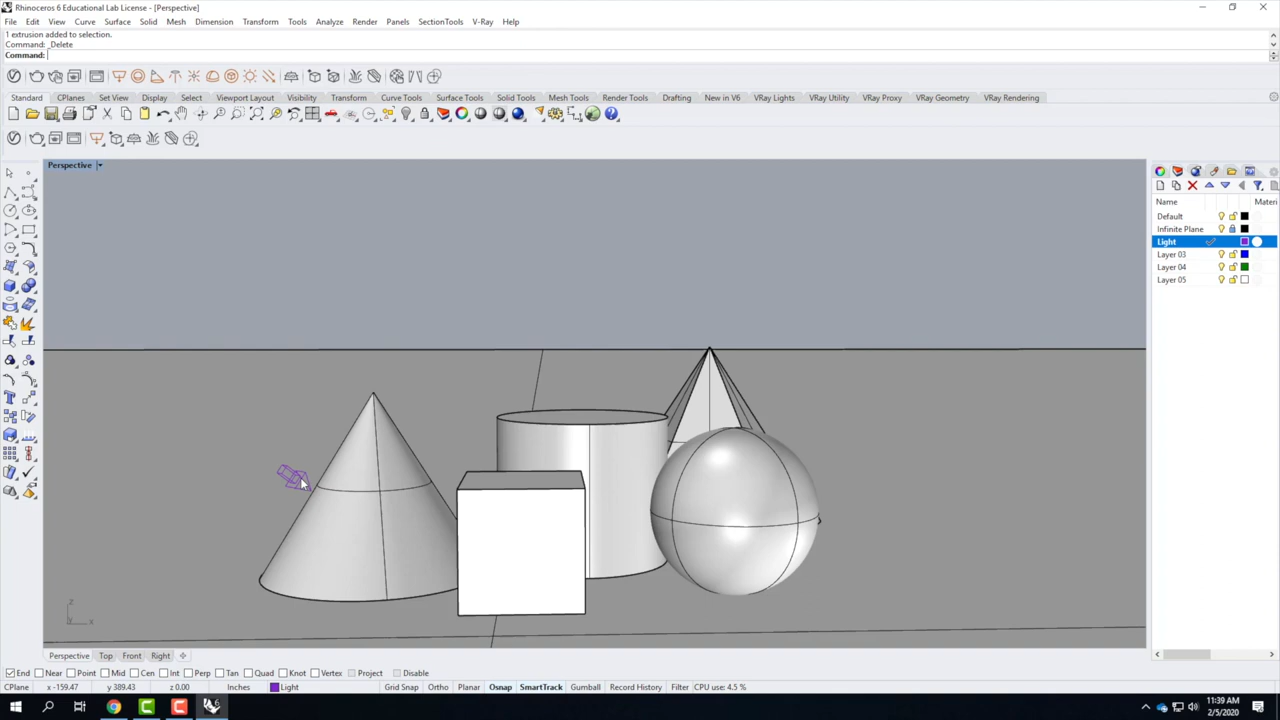 Rhinoceros 6 Educational Lab License - [Perspective]
File Edit View Curve Surface Solid Mesh Dimension Transform Tools Analyze Render Panels SectionTools V-Ray Help
1 extrusion added to selection.
Command: _Delete
Command:
Standard CPlanes Set View Display Select Viewport Layout Visibility Transform Curve Tools Surface Tools Solid Tools Mesh Tools Render Tools Drafting New in V6 VRay Lights VRay Utility VRay Proxy VRay Geometry VRay Rendering
Perspective
Name Materi
Default
Infinite Plane
Light
Layer 03
Layer 04
Layer 05
z
y x
Perspective Top Front Right
End Near Point Mid Cen Int Perp Tan Quad Knot Vertex Project Disable
CPlane x -159.47 y 389.43 z 0.00 Inches Light Grid Snap Ortho Planar Osnap SmartTrack Gumball Record History Filter CPU use: 4.5 %
11:39 AM
2/5/2020